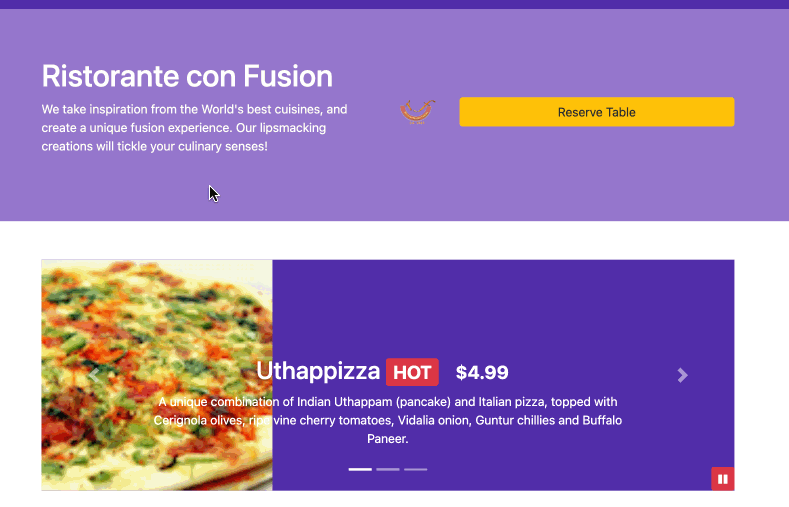 Ristorante con Fusion
We take inspiration from the World's best cuisines, and
create a unique fusion experience. Our lipsmacking
creations will tickle your culinary senses!
Reserve Table
Uthappizza HOT $4.99
A unique combination of Indian Uthappam (pancake) and Italian pizza, topped with
Cerignola olives, ripe vine cherry tomatoes, Vidalia onion, Guntur chillies and Buffalo
Paneer.